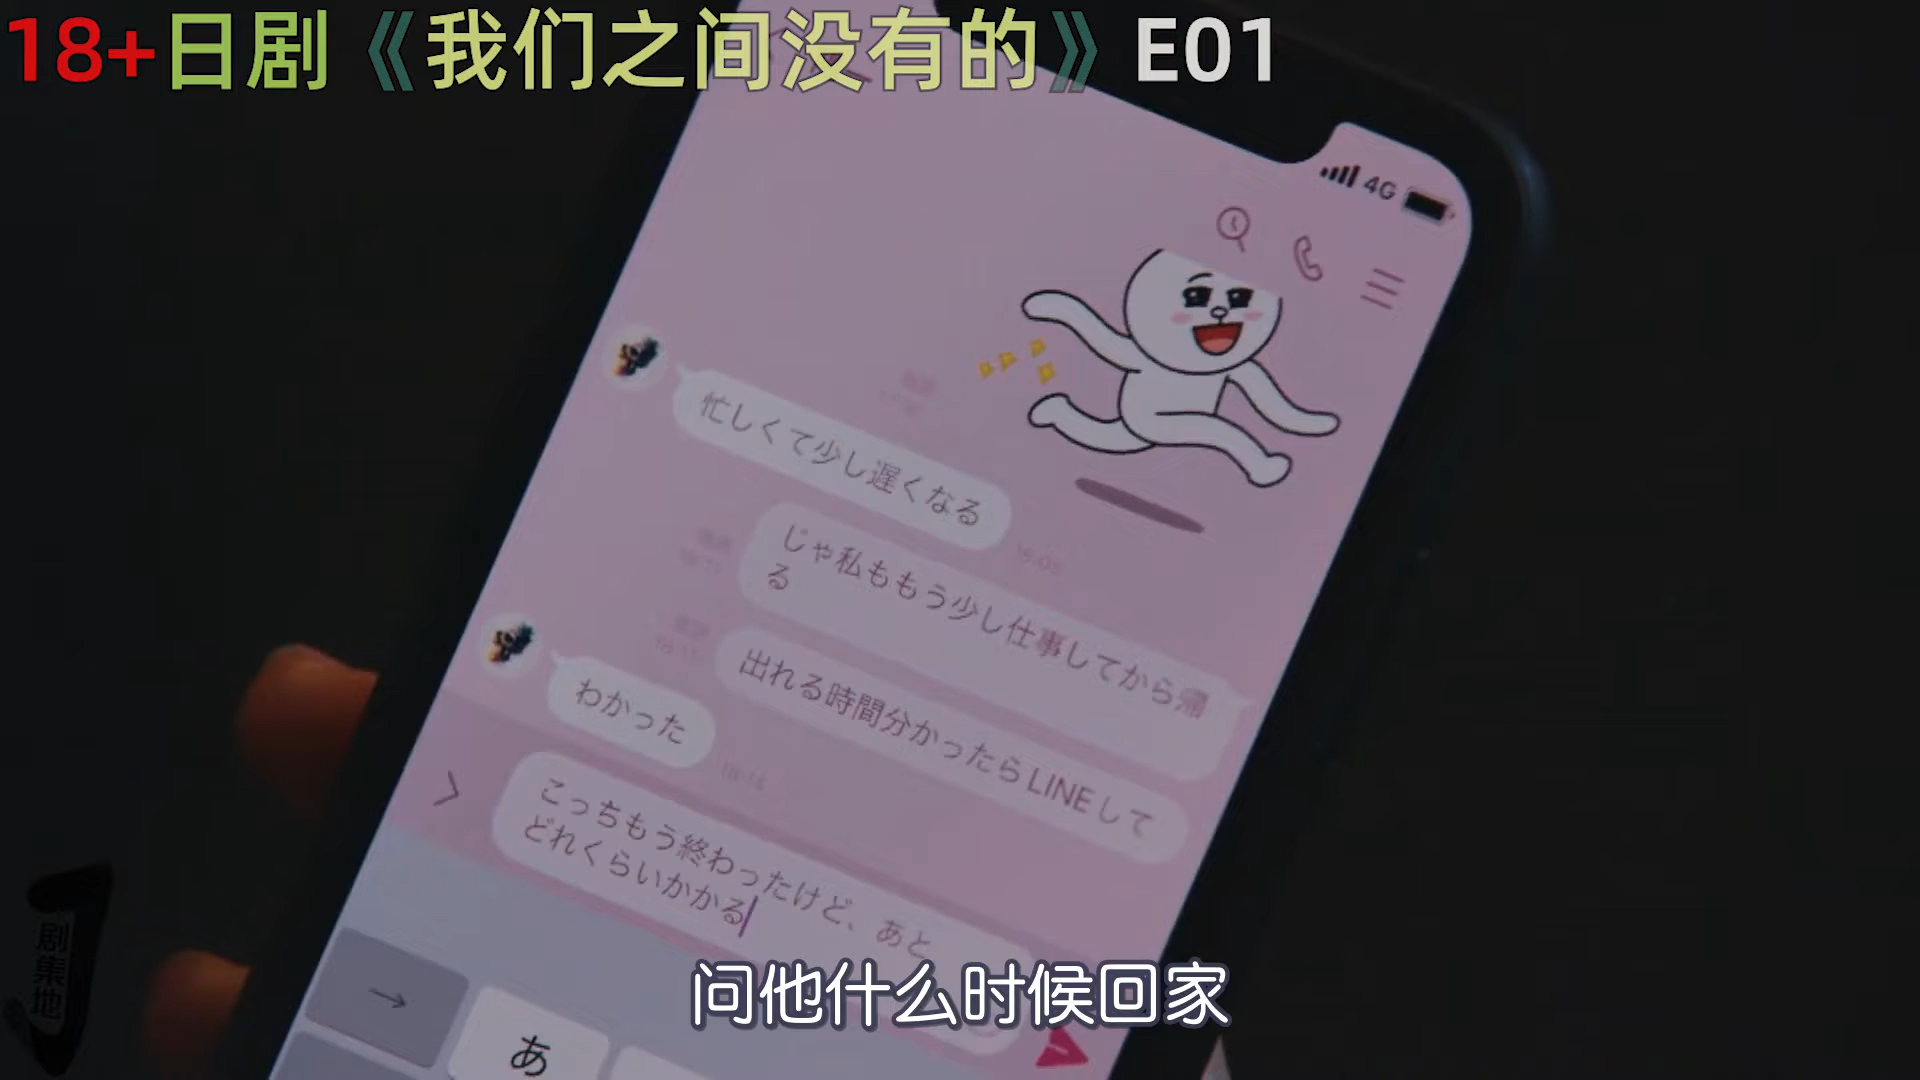 18+日剧《我们之间没有的》E01
4G
忙しくて少し遅くなる
じゃ私ももう少し仕事してから帰
る
出れる時間分かったらLINEして
わかった
こっちもう終わったけど、あと
どれくらいかかる
问他什么时候回家
→
あ
剧集地